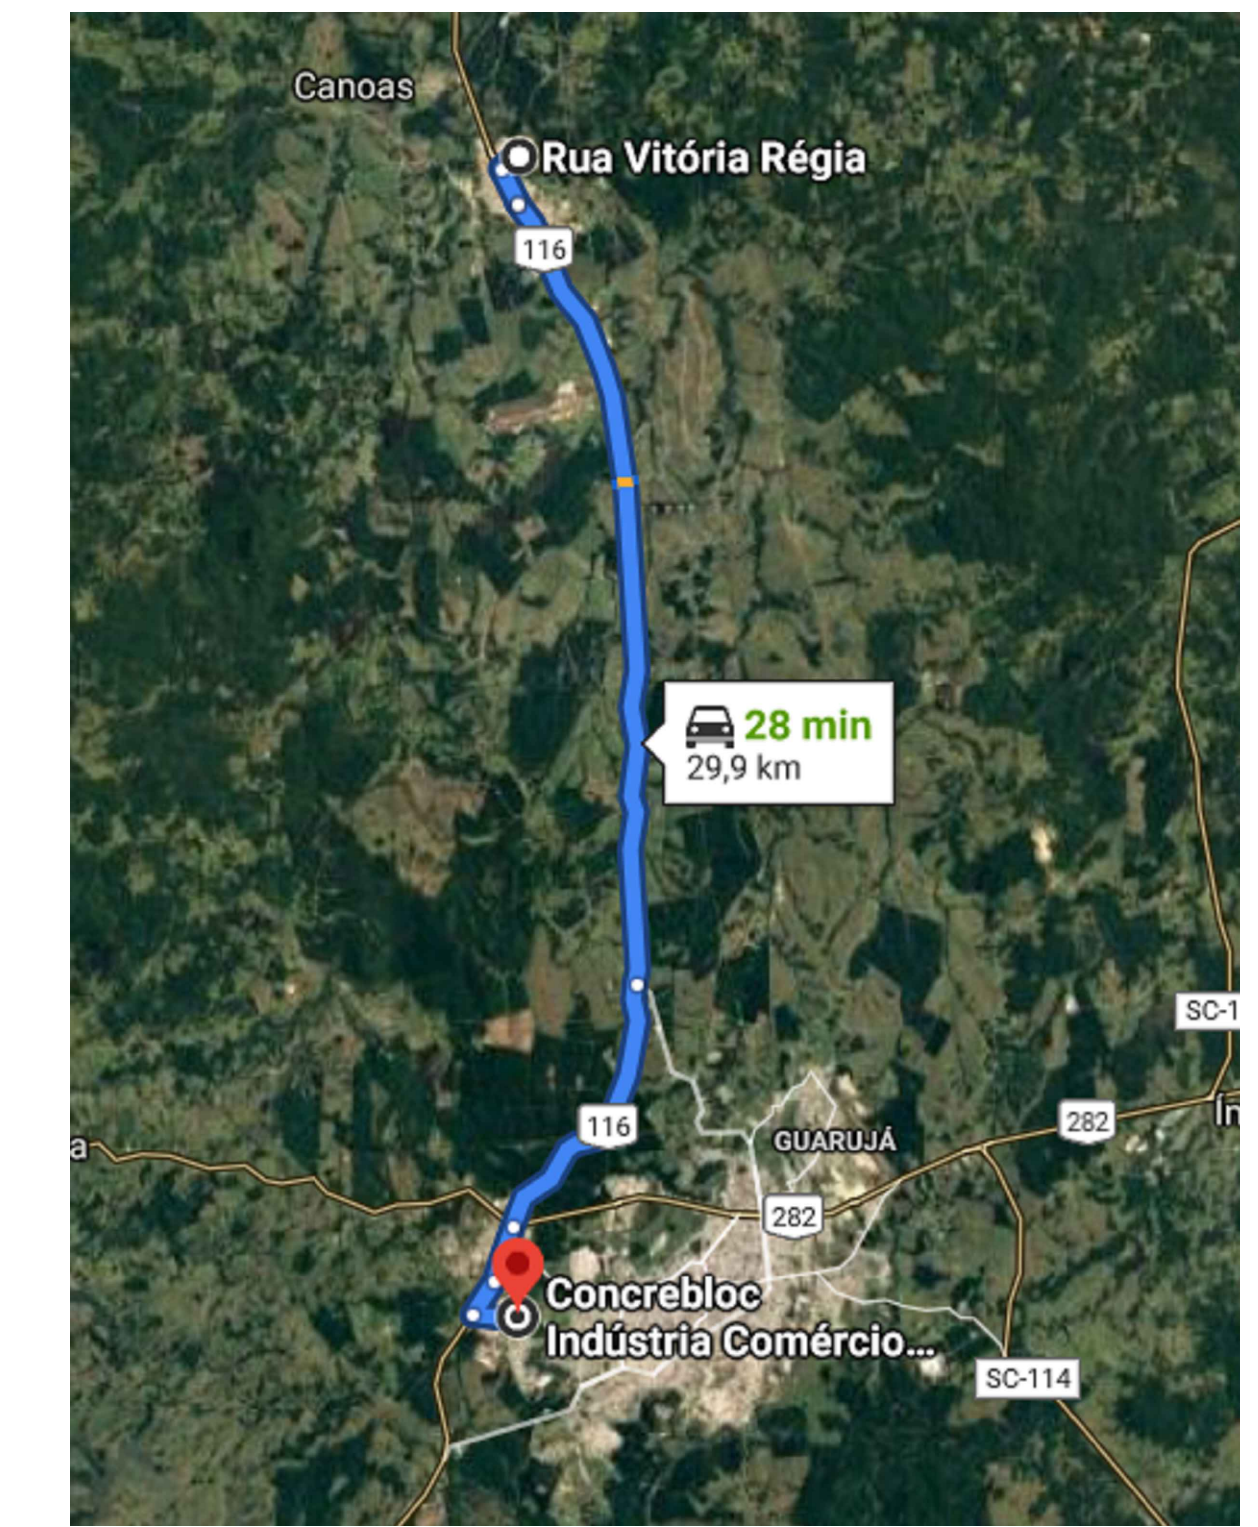 Canoas
Rua Vitória Régia
116
28 min
29,9 km
SC-1
116
282
Ín
a
GUARUJÁ
282
Concrebloc
Indústria Comércio...
SC-114